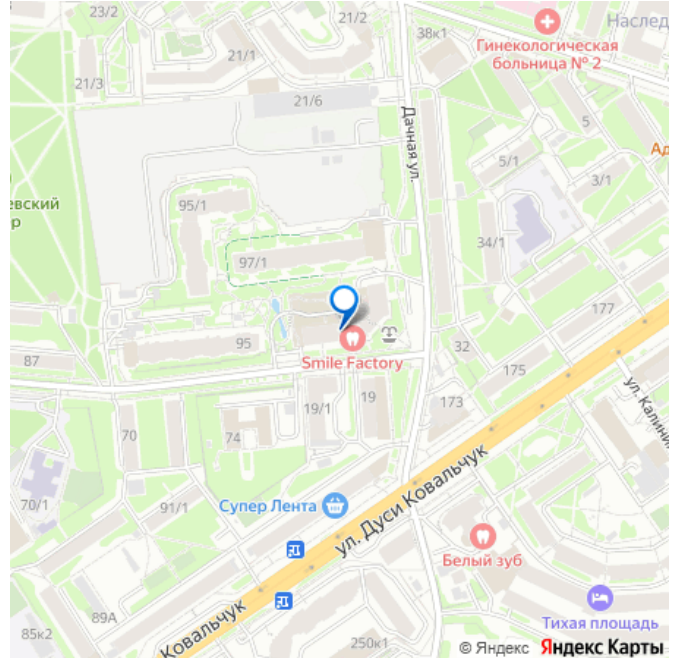 23/2
21/2
38к1
Наслед
Гинекологическая
больница № 2
21/1
21/3
21/6
Дачная ул.
5
5/1
Ад
3/1
евский
р
95/1
34/1
97/1
177
95
Smile Factory
32
87
175
ул. Калини
19/1
19
173
70
74
70/1
91/1
Супер Лента
ул. Дуси Ковальчук
Белый зуб
89А
Тихая площадь
85к2
Ковальчук
250к1
© Яндекс Яндекс Карты